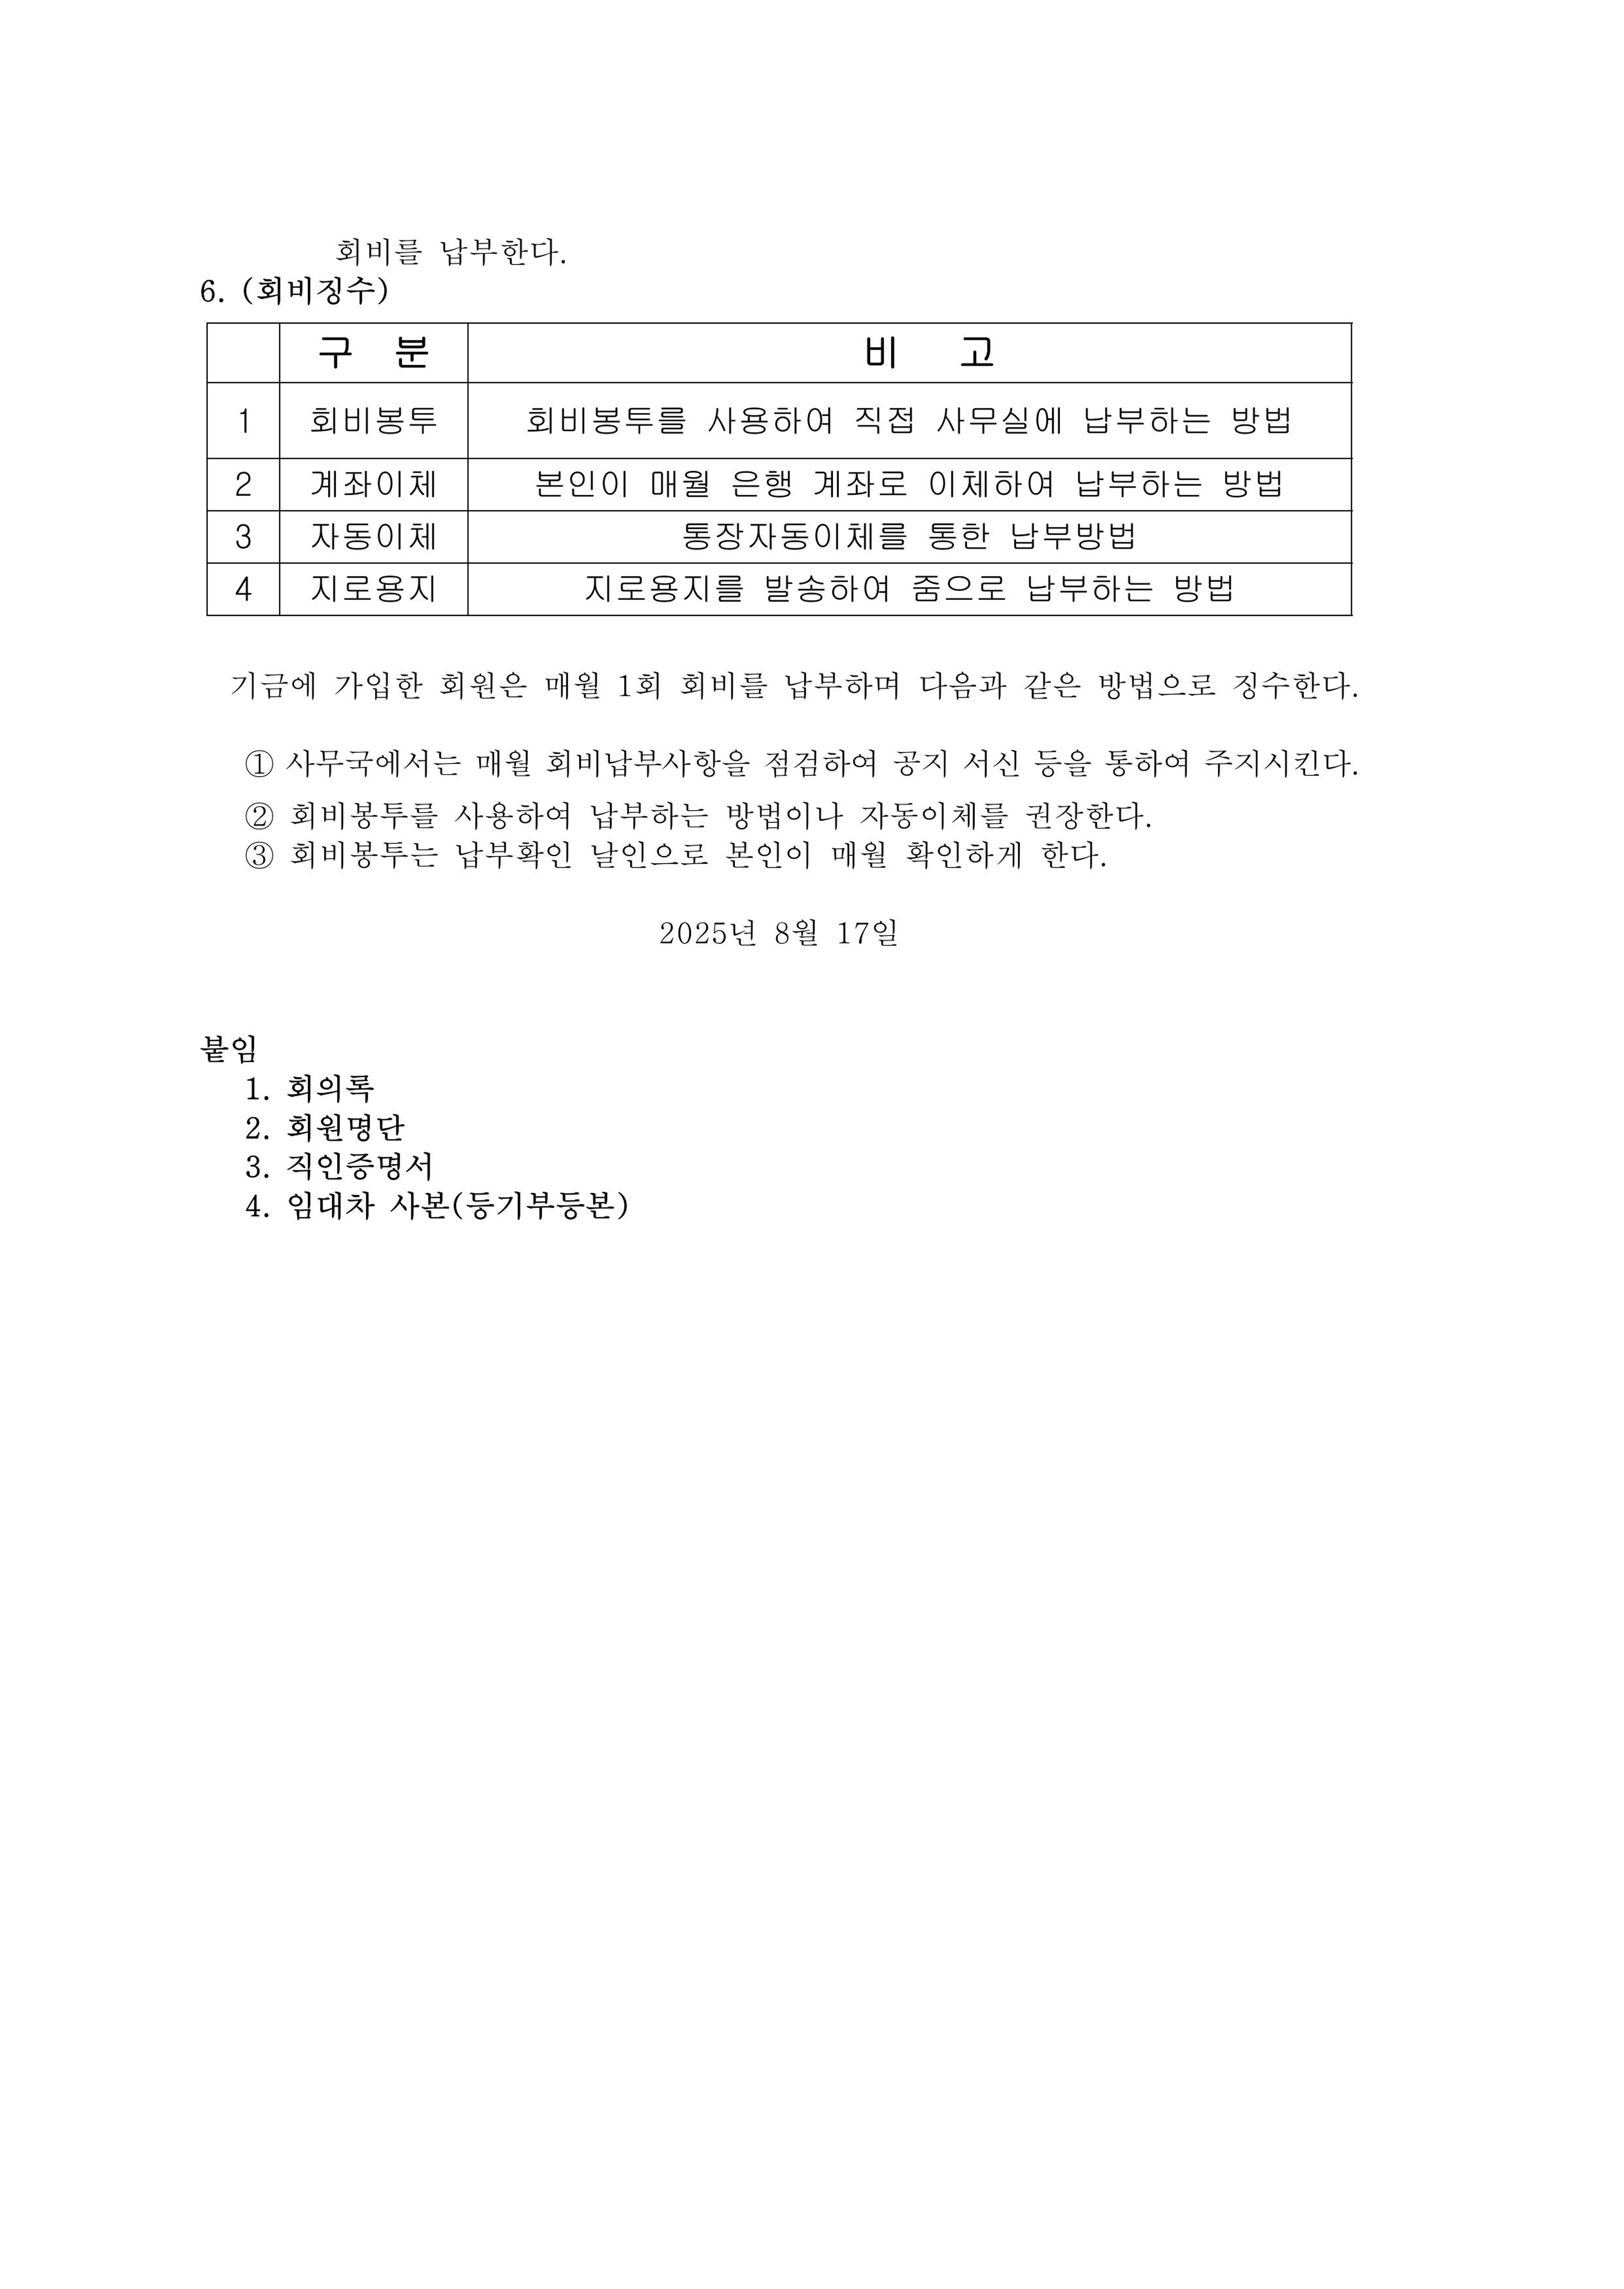 회비를 납부한다.
6. (회비징수)
구 분 비 고
1 회비봉투 회비봉투를 사용하여 직접 사무실에 납부하는 방법
2 계좌이체 본인이 매월 은행 계좌로 이체하여 납부하는 방법
3 자동이체 통장자동이체를 통한 납부방법
4 지로용지 지로용지를 발송하여 줌으로 납부하는 방법
기금에 가입한 회원은 매월 1회 회비를 납부하며 다음과 같은 방법으로 징수한다.
① 사무국에서는 매월 회비납부사항을 점검하여 공지 서신 등을 통하여 주지시킨다.
② 회비봉투를 사용하여 납부하는 방법이나 자동이체를 권장한다.
③ 회비봉투는 납부확인 날인으로 본인이 매월 확인하게 한다.
2025년 8월 17일
붙임
1. 회의록
2. 회원명단
3. 직인증명서
4. 임대차 사본(등기부등본)